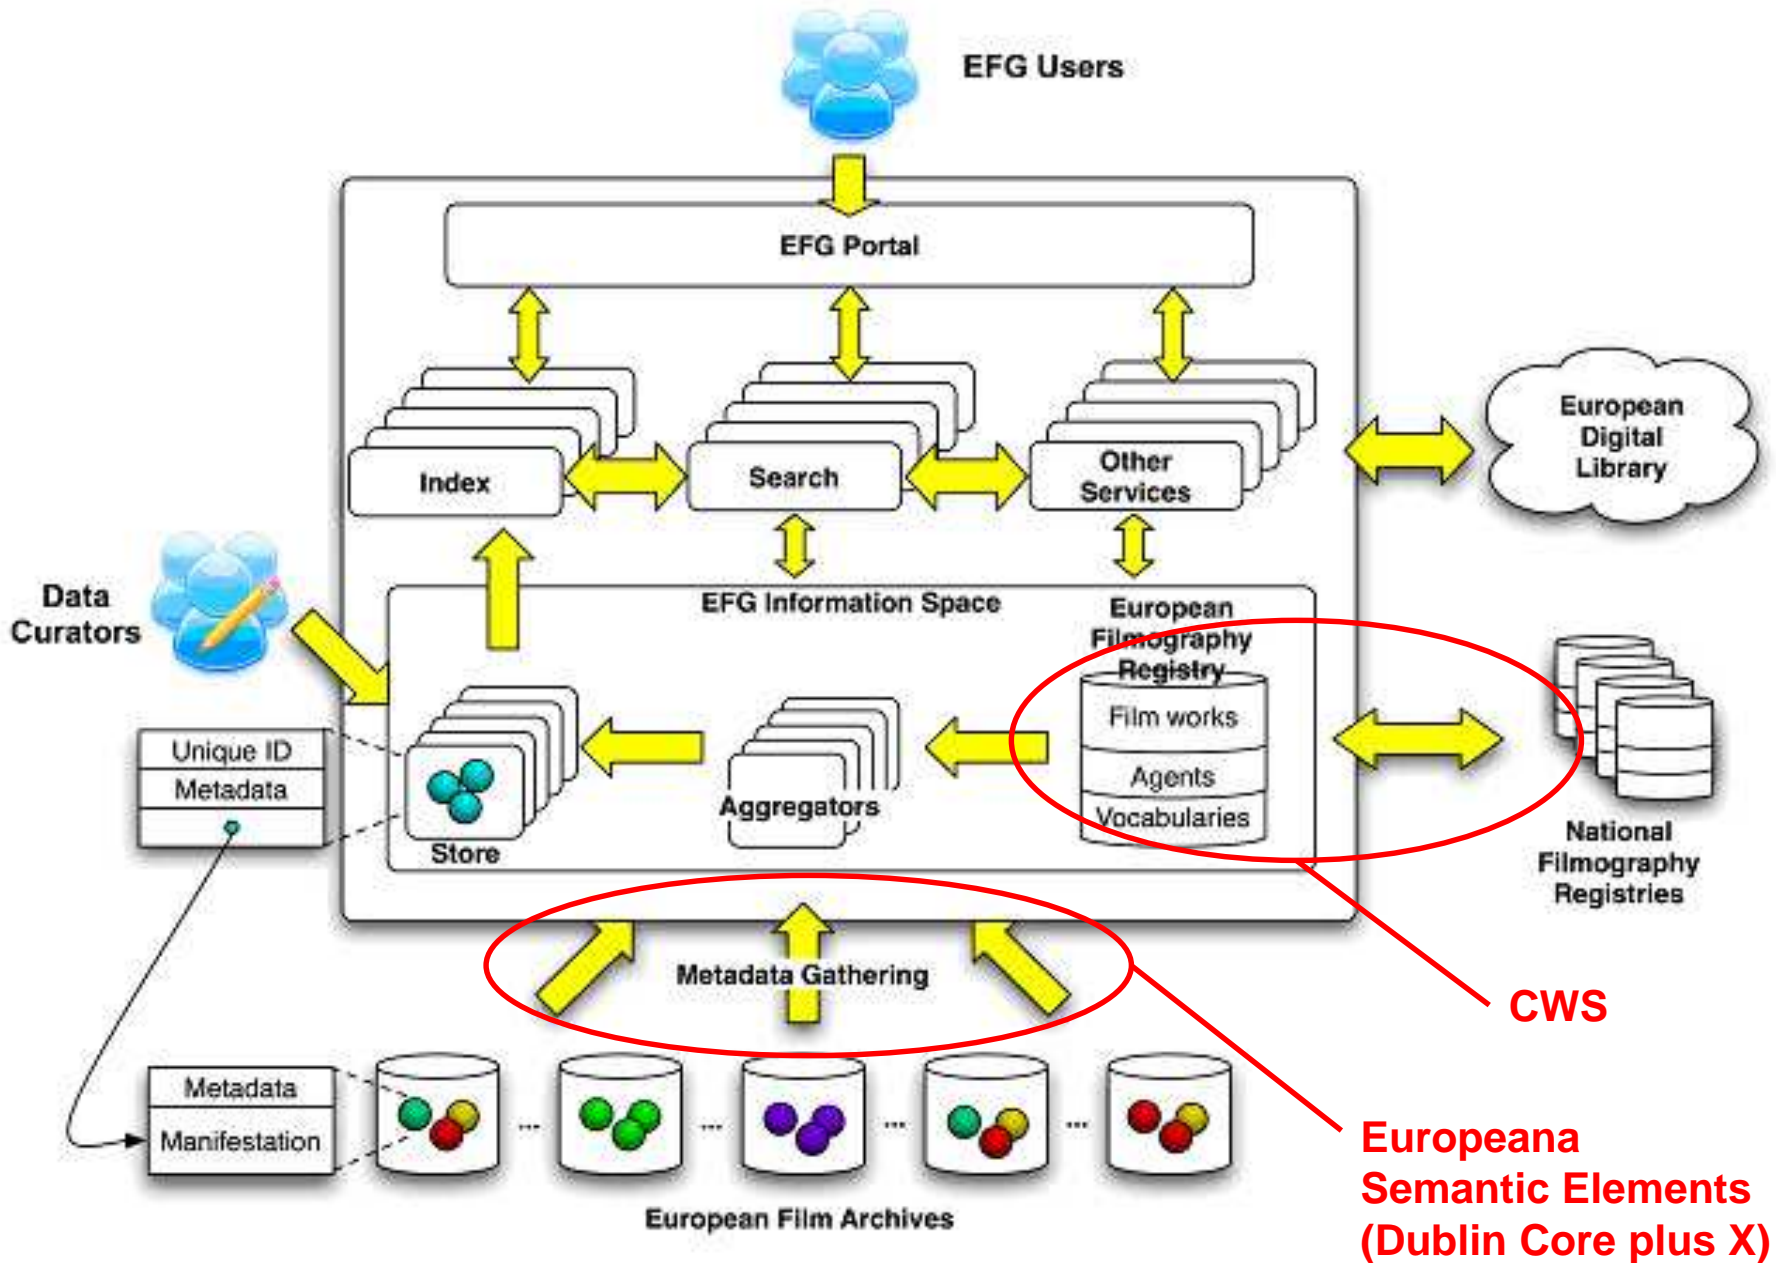 EFG Users
EFG Portal
Index
Search
Other
Services
European
Digital
Library
Data
Curators
EFG Information Space
European
Filmography
Registry
Film works
Agents
Vocabularies
Unique ID
Metadata
Store
Aggregators
National
Filmography
Registries
Metadata Gathering
CWS
Metadata
Manifestation
...
...
...
...
European Film Archives
Europeana
Semantic Elements
(Dublin Core plus X)